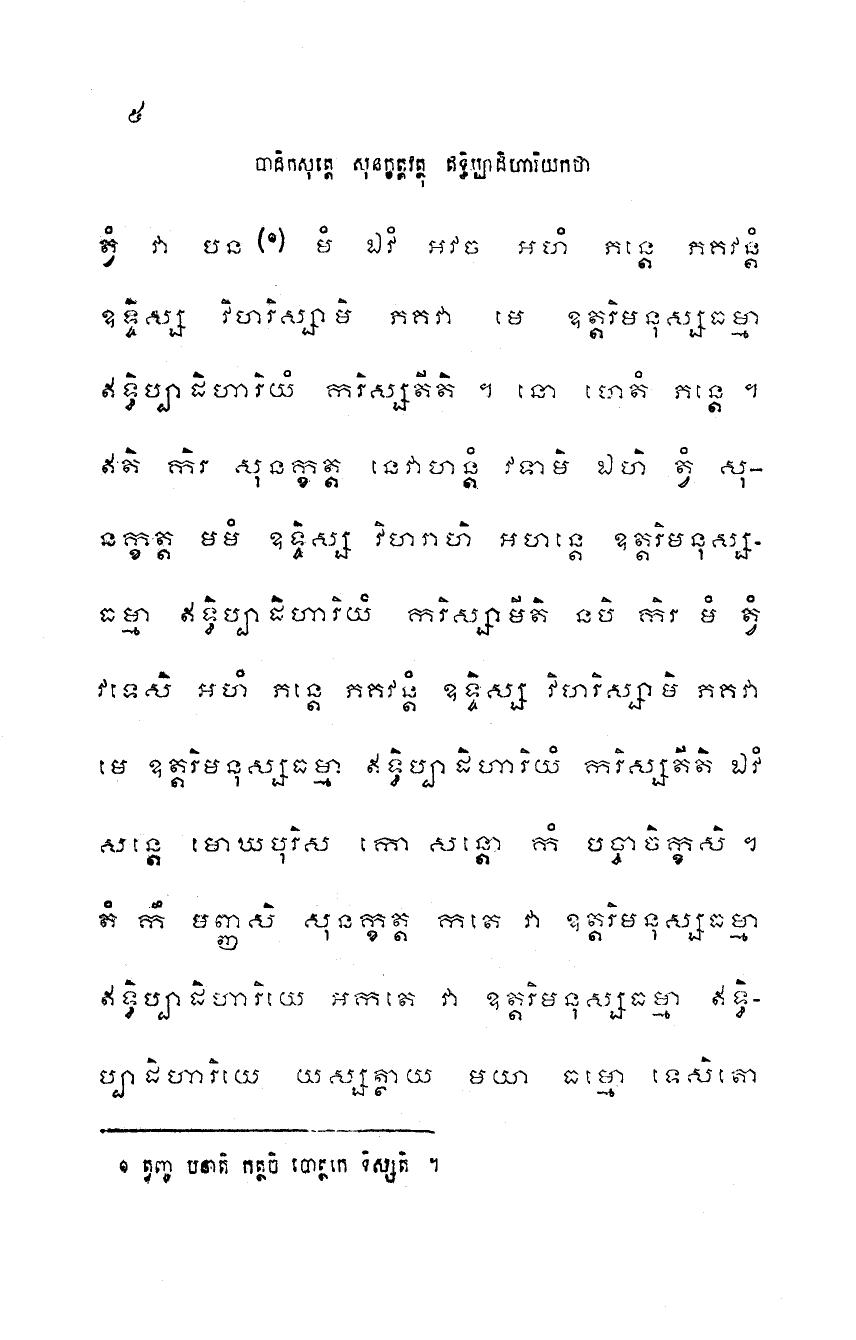 ៥
បាដិកសុត្តេ សុនក្ខត្តវត្ថុ ឥទ្ធិប្បាដិហារិយកថា
ត្វំ វា បន (១) មំ ឯវំ អវច អហំ ភន្តេ ភគវន្តំ
ឧទ្ទិស្ស វិហរិស្សាមិ ភគវា មេ ឧត្តរិមនុស្សធម្មា
ឥទ្ធិប្បាដិហារិយំ ករិស្សតីតិ ។ នោ ហេតំ ភន្តេ ។
ឥតិ កិរ សុនក្ខត្ត នេវាហន្តំ វទាមិ ឯហិ ត្វំ សុ-
នក្ខត្ត មមំ ឧទ្ទិស្ស វិហរាហិ អហន្តេ ឧត្តរិមនុស្ស-
ធម្មា ឥទ្ធិប្បាដិហារិយំ ករិស្សាមីតិ នបិ កិរ មំ ត្វំ
វទេសិ អហំ ភន្តេ ភគវន្តំ ឧទ្ទិស្ស វិហរិស្សាមិ ភគវា
មេ ឧត្តរិមនុស្សធម្មា ឥទ្ធិប្បាដិហារិយំ ករិស្សតីតិ ឯវំ
សន្តេ មោឃបុរិស កោ សន្តោ កំ បច្ចាចិក្ខសិ ។
តំ កឹ មញ្ញសិ សុនក្ខត្ត កតេ វា ឧត្តរិមនុស្សធម្មា
ឥទ្ធិប្បាដិហារិយេ អកតេ វា ឧត្តរិមនុស្សធម្មា ឥទ្ធិ-
ប្បាដិហារិយេ យស្សត្ថាយ មយា ធម្មោ ទេសិតោ
១ ត្វញ្ច បនាតិ កត្ថចិ បោត្ថកេ ទិស្សតិ ។